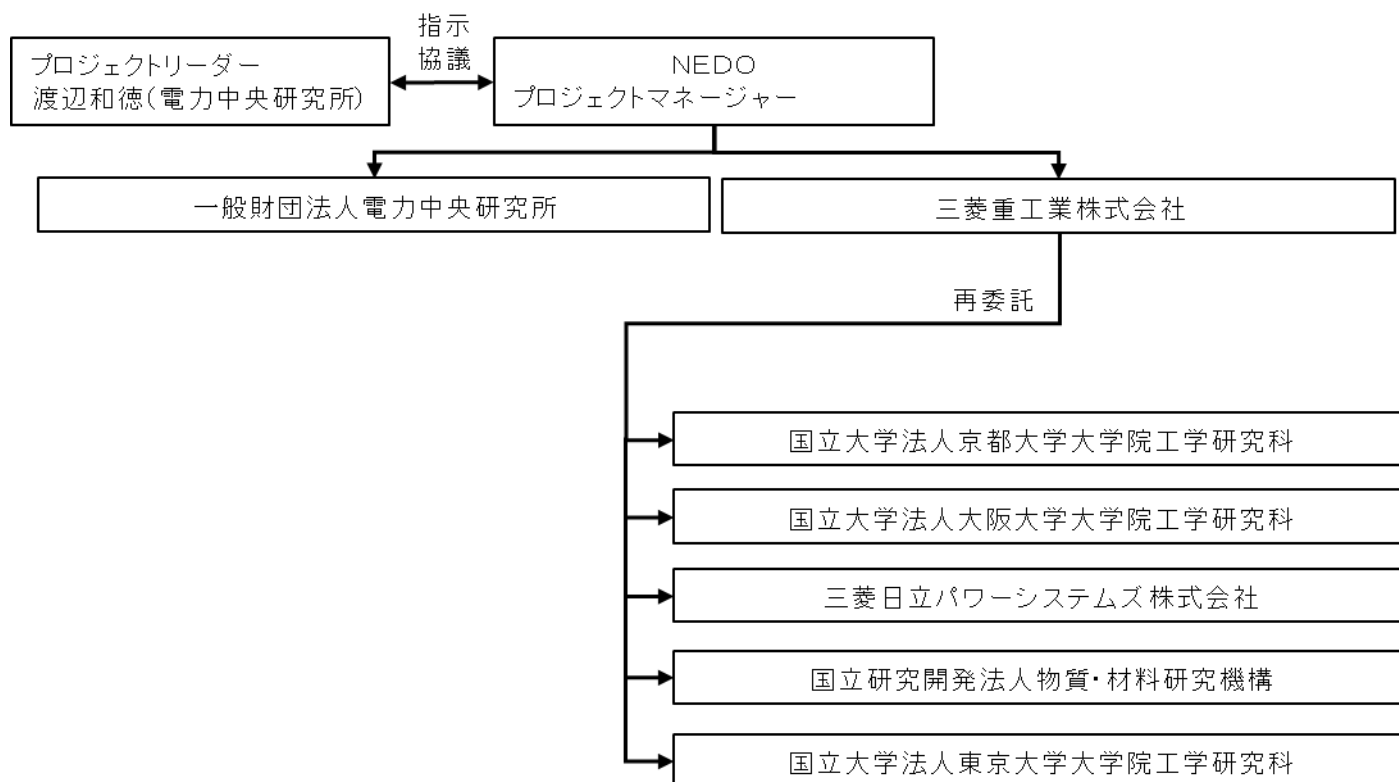 指示
協議
プロジェクトリーダー
渡辺和徳(電力中央研究所)
NEDO
プロジェクトマネージャー
一般財団法人電力中央研究所
三菱重工業株式会社
再委託
国立大学法人京都大学大学院工学研究科
国立大学法人大阪大学大学院工学研究科
三菱日立パワーシステムズ株式会社
国立研究開発法人物質・材料研究機構
国立大学法人東京大学大学院工学研究科